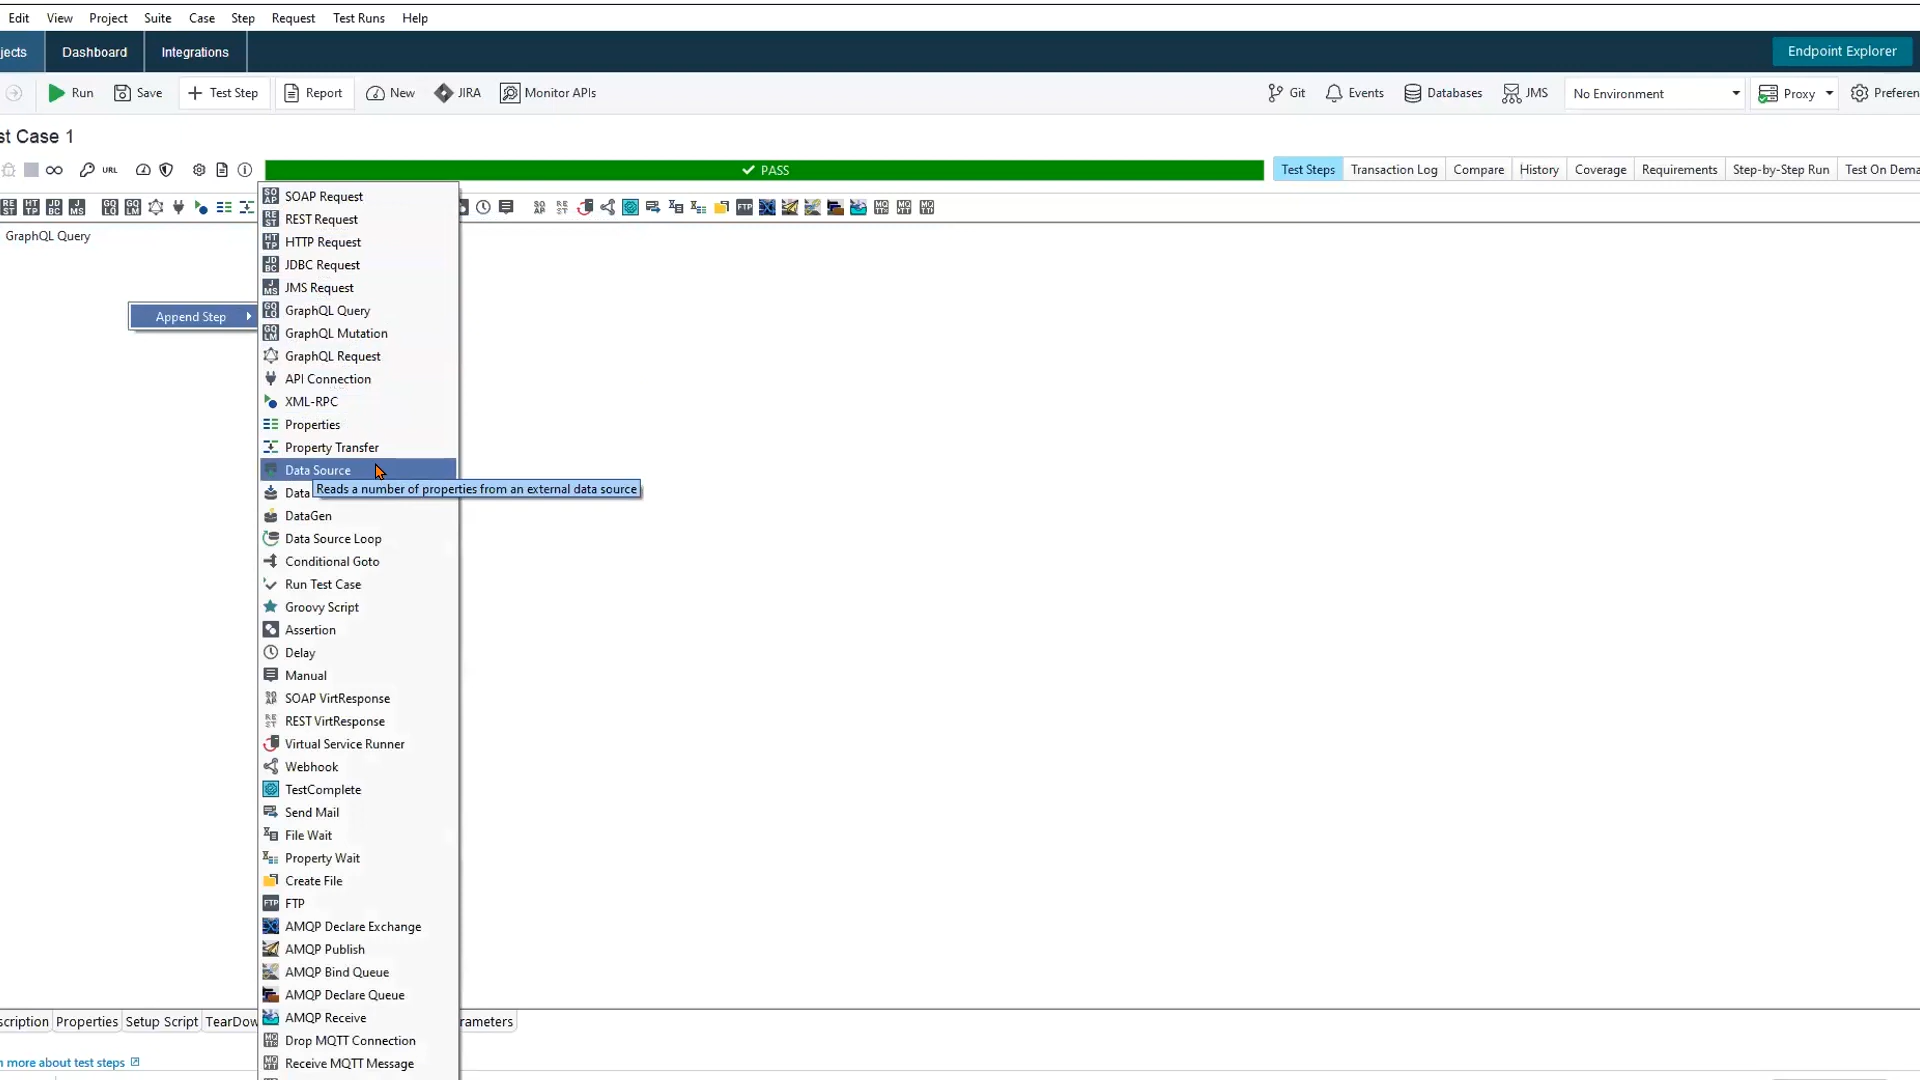 Edit View Project Suite Case Step Request Test Runs Help
jects Dashboard Integrations Endpoint Explorer
Run Save + Test Step Report New JIRA Monitor APIs Git Events Databases JMS No Environment Proxy Preferen
st Case 1
URL PASS Test Steps Transaction Log Compare History Coverage Requirements Step-by-Step Run Test On Dema
GraphQL Query
Append Step
SOAP Request
REST Request
HTTP Request
JDBC Request
JMS Request
GraphQL Query
GraphQL Mutation
GraphQL Request
API Connection
XML-RPC
Properties
Property Transfer
Data Source
Reads a number of properties from an external data source
Data
DataGen
Data Source Loop
Conditional Goto
Run Test Case
Groovy Script
Assertion
Delay
Manual
SOAP VirtResponse
REST VirtResponse
Virtual Service Runner
Webhook
TestComplete
Send Mail
File Wait
Property Wait
Create File
FTP
AMQP Declare Exchange
AMQP Publish
AMQP Bind Queue
AMQP Declare Queue
AMQP Receive
Drop MQTT Connection
Receive MQTT Message
scription Properties Setup Script TearDow rameters
n more about test steps